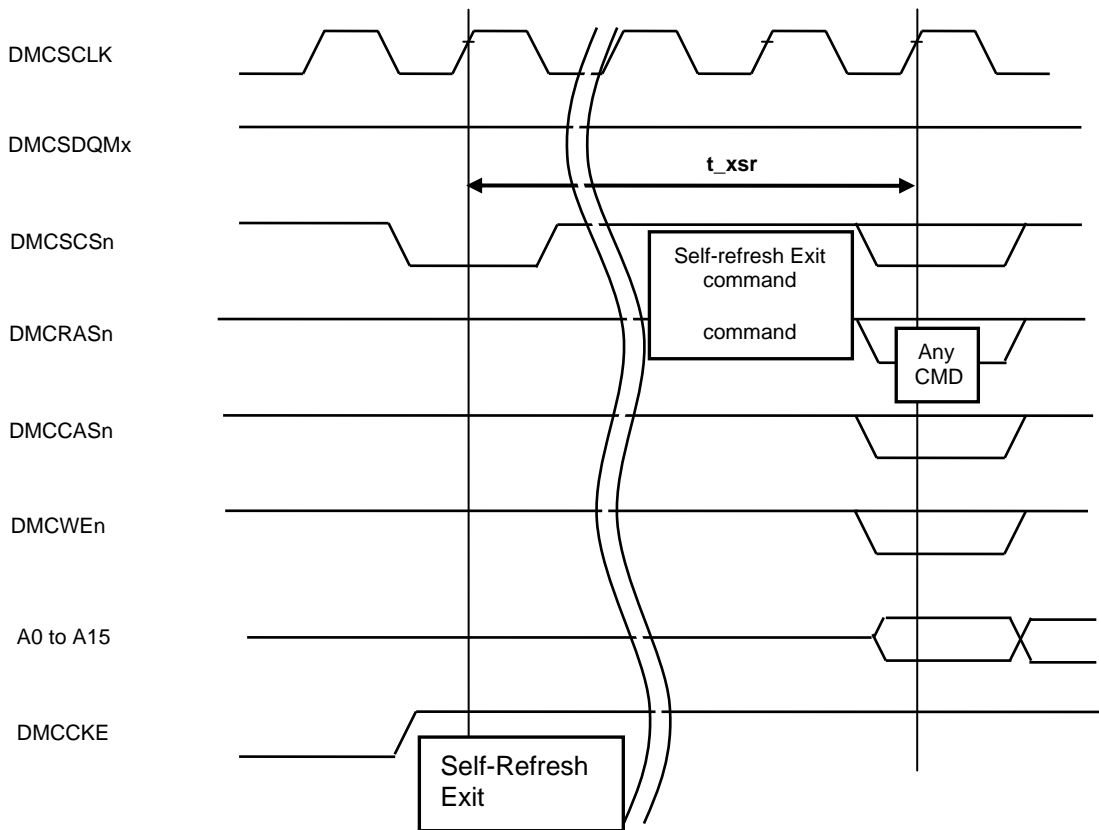 DMCSCLK
DMCSDQMx
t_xsr
DMCSCSn
Self-refresh Exit
command
command
DMCRASn
Any
CMD
DMCCASn
DMCWEn
A0 to A15
DMCCKE
Self-Refresh
Exit